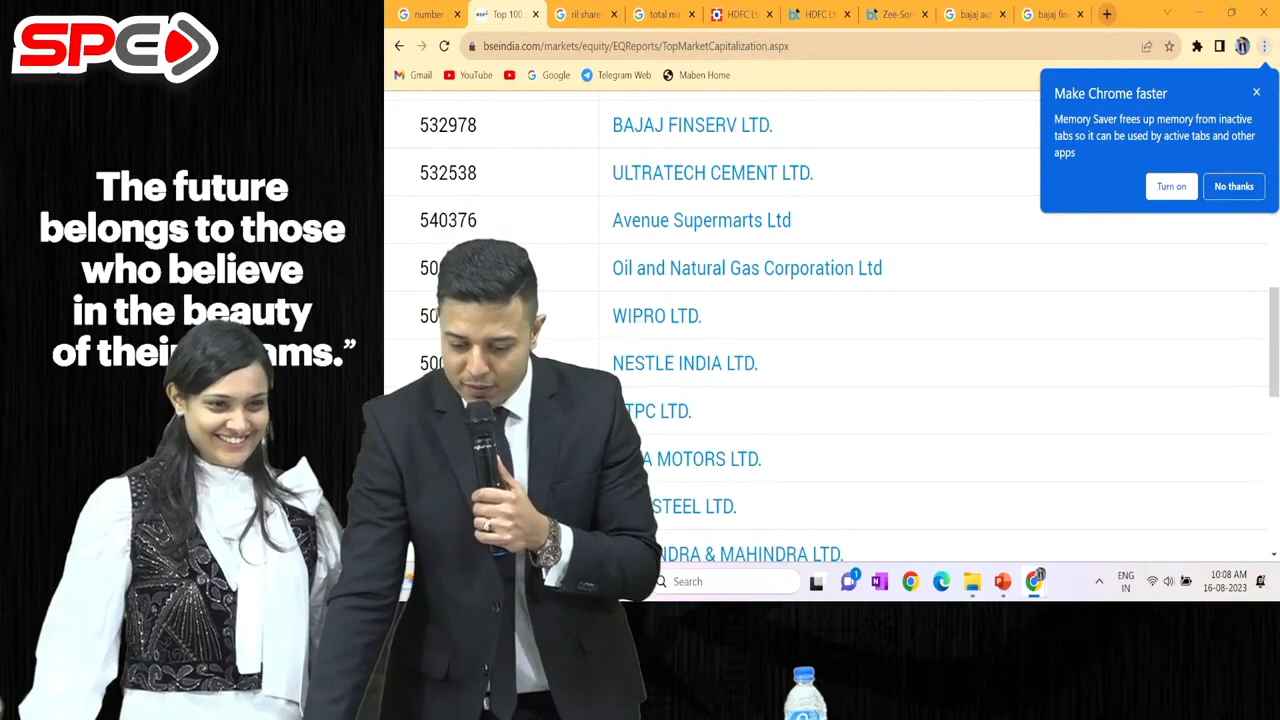 SPE
The future
belongs to those
who believe
in the beauty
of their ams.”
number
Top 100
ril share
total ma
HDFC
HDFC L
Zee-Son
bajaj aut
bajaj fin
bseindia.com/markets/equity/EQReports/TopMarketCapitalization.aspx
Gmail
YouTube
Google
Telegram Web
Maben Home
Make Chrome faster
Memory Saver frees up memory from inactive
tabs so it can be used by active tabs and other
apps
Turn on
No thanks
532978 BAJAJ FINSERV LTD.
532538 ULTRATECH CEMENT LTD.
540376 Avenue Supermarts Ltd
50 Oil and Natural Gas Corporation Ltd
50 WIPRO LTD.
500 NESTLE INDIA LTD.
TPC LTD.
A MOTORS LTD.
STEEL LTD.
NDRA & MAHINDRA LTD.
Search
1
ENG
IN
10:08 AM
16-08-2023